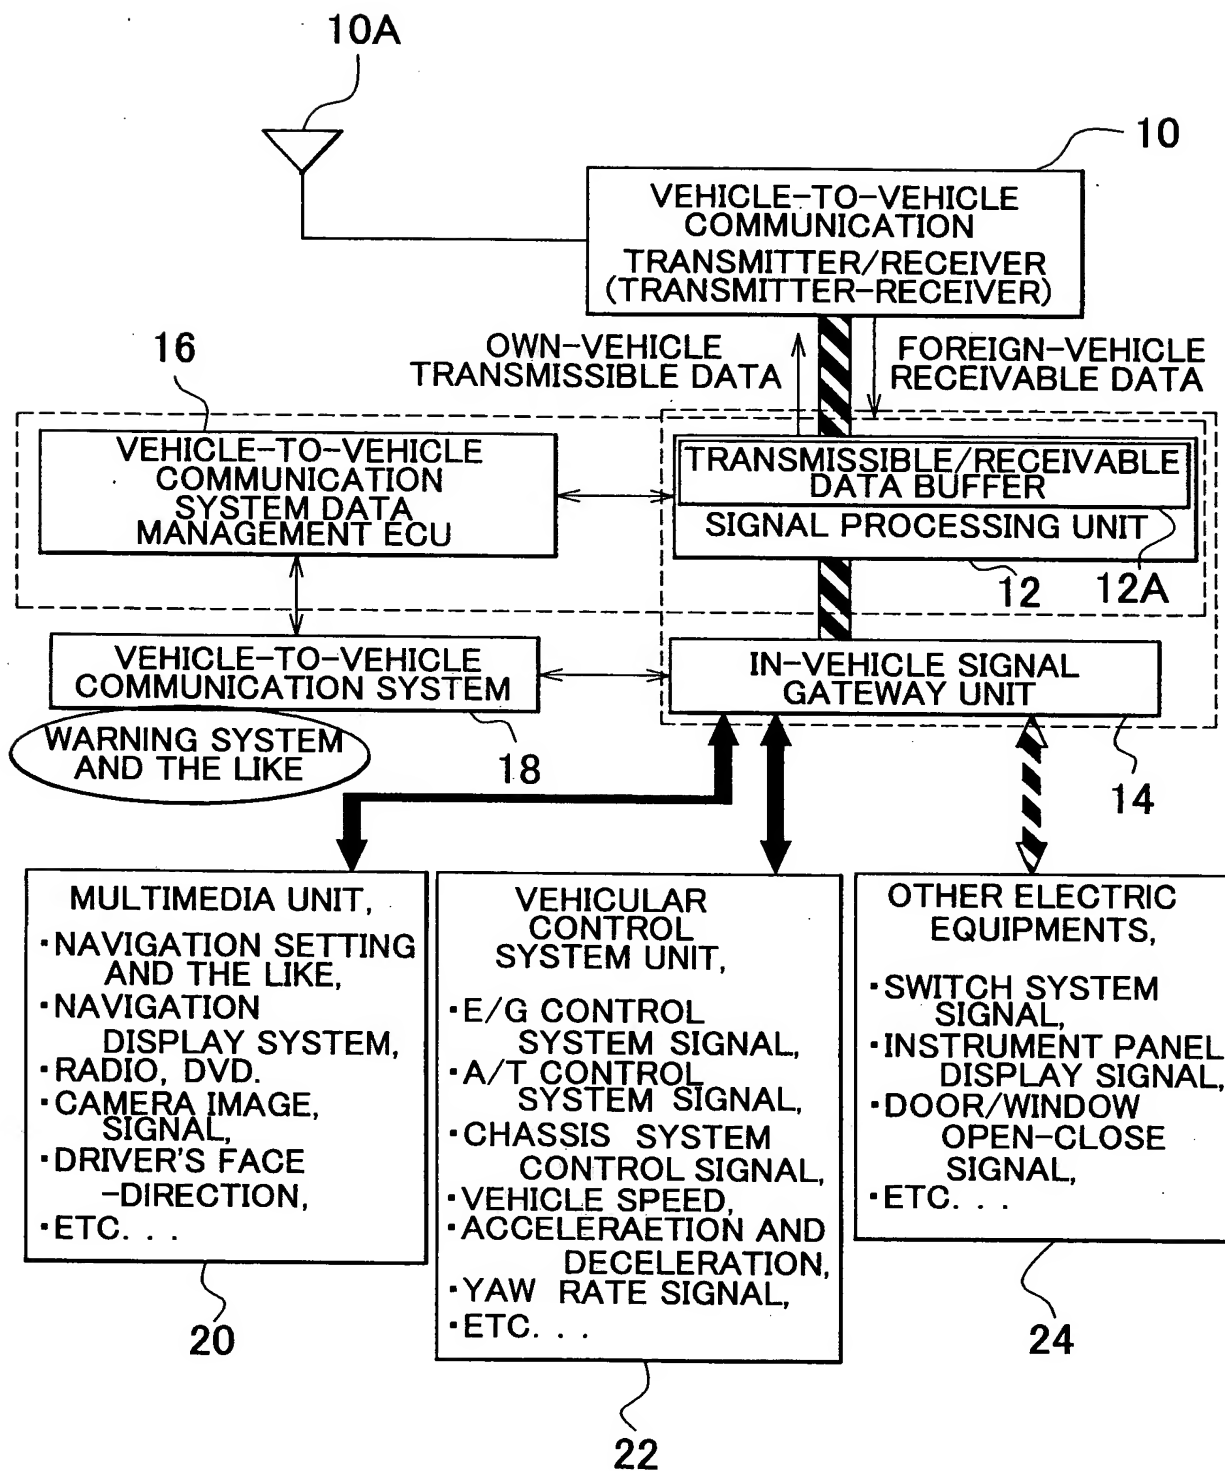 10A
10
VEHICLE-TO-VEHICLE
COMMUNICATION
TRANSMITTER/RECEIVER
(TRANSMITTER-RECEIVER)
16
OWN-VEHICLE
TRANSMISSIBLE DATA
FOREIGN-VEHICLE
RECEIVABLE DATA
VEHICLE-TO-VEHICLE
COMMUNICATION
SYSTEM DATA
MANAGEMENT ECU
TRANSMISSIBLE/RECEIVABLE
DATA BUFFER
SIGNAL PROCESSING UNIT
12
12A
VEHICLE-TO-VEHICLE
COMMUNICATION SYSTEM
IN-VEHICLE SIGNAL
GATEWAY UNIT
WARNING SYSTEM
AND THE LIKE
18
14
MULTIMEDIA UNIT,
・NAVIGATION SETTING
AND THE LIKE,
・NAVIGATION
DISPLAY SYSTEM,
・RADIO, DVD.
・CAMERA IMAGE,
SIGNAL,
・DRIVER'S FACE
-DIRECTION,
・ETC. . .
20
VEHICULAR
CONTROL
SYSTEM UNIT,
・E/G CONTROL
SYSTEM SIGNAL,
・A/T CONTROL
SYSTEM SIGNAL,
・CHASSIS SYSTEM
CONTROL SIGNAL,
・VEHICLE SPEED,
・ACCELERAETION AND
DECELERATION,
・YAW RATE SIGNAL,
・ETC. . .
22
OTHER ELECTRIC
EQUIPMENTS,
・SWITCH SYSTEM
SIGNAL,
・INSTRUMENT PANEL
DISPLAY SIGNAL,
・DOOR/WINDOW
OPEN-CLOSE
SIGNAL,
・ETC. . .
24